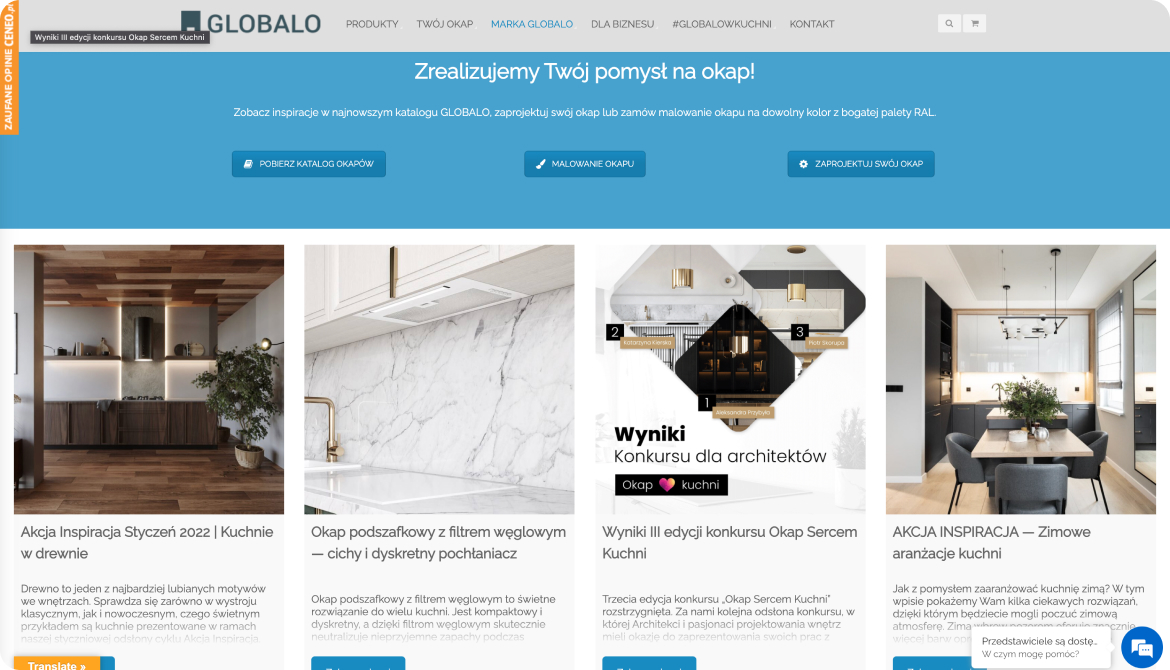 GLOBALO
PRODUKTY
TWÓJ OKAP
MARKA GLOBALO
DLA BIZNESU
#GLOBALOWKUCHNI
KONTAKT
Wyniki III edycji konkursu Okap Sercem Kuchni
ZAUFANE OPINIE CENEO.pl
Zrealizujemy Twój pomysł na okap!
Zobacz inspiracje w najnowszym katalogu GLOBALO, zaprojektuj swój okap lub zamów malowanie okapu na dowolny kolor z bogatej palety RAL.
POBIERZ KATALOG OKAPÓW
MALOWANIE OKAPU
ZAPROJEKTUJ SWÓJ OKAP
2
Katarzyna Kierska
3
Piotr Skorupa
1
Aleksandra Przybyła
Wyniki
Konkursu dla architektów
Okap kuchni
Akcja Inspiracja Styczeń 2022 | Kuchnie
w drewnie
Drewno to jeden z najbardziej lubianych motywów
we wnętrzach. Sprawdza się zarówno w wystroju
klasycznym, jak i nowoczesnym, czego świetnym
przykładem są kuchnie prezentowane w ramach
naszej styczniowej odsłony cyklu Akcja Inspiracja.
Okap podszafkowy z filtrem węglowym
— cichy i dyskretny pochłaniacz
Okap podszafkowy z filtrem węglowym to świetne
rozwiązanie do wielu kuchni. Jest kompaktowy i
dyskretny, a dzięki filtrom węglowym skutecznie
neutralizuje nieprzyjemne zapachy podczas
Wyniki III edycji konkursu Okap Sercem
Kuchni
Trzecia edycja konkursu „Okap Sercem Kuchni”
rozstrzygnięta. Za nami kolejna odsłona konkursu, w
której Architekci i pasjonaci projektowania wnętrz
mieli okazję do zaprezentowania swoich prac z
AKCJA INSPIRACJA — Zimowe
aranżacje kuchni
Jak z pomysłem zaaranżować kuchnię zimą? W tym
wpisie pokażemy Wam kilka ciekawych rozwiązań,
dzięki którym będziecie mogli poczuć zimową
atmosferę. Zima wbrew pozorom oferuje znacznie
więcej barw
Przedstawiciele są dostę...
W czym mogę pomóc?
Translate »